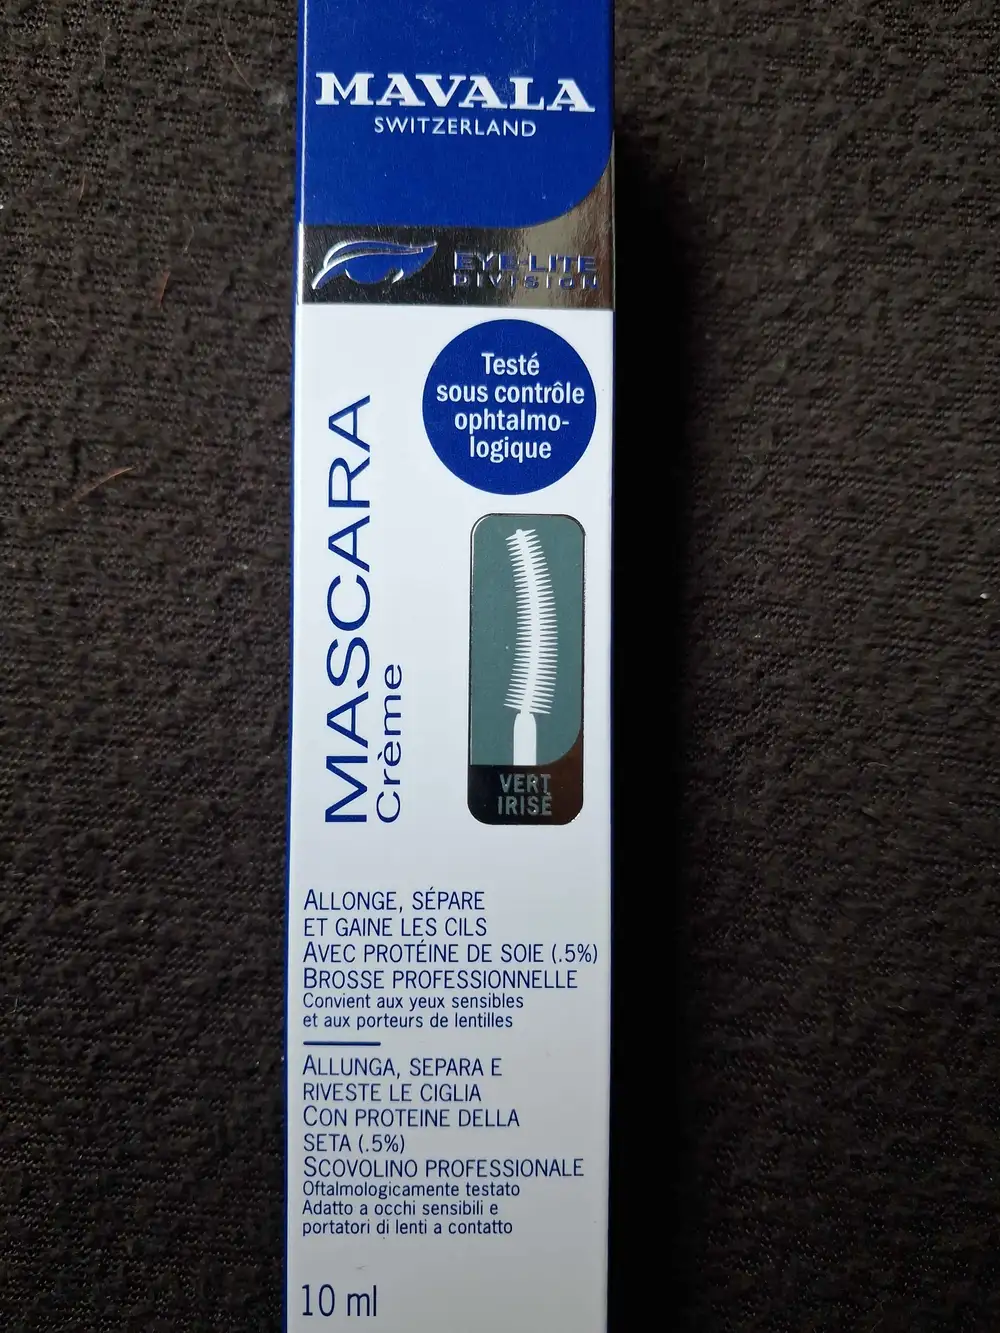 MAVALA
SWITZERLAND
EYE-LITE
DIVISION
Testé
sous contrôle
ophtalmo-
logique
MASCARA
Crème
VERT
IRISÉ
ALLONGE, SÉPARE
ET GAINE LES CILS
AVEC PROTÉINE DE SOIE (.5%)
BROSSE PROFESSIONNELLE
Convient aux yeux sensibles
et aux porteurs de lentilles
ALLUNGA, SEPARA E
RIVESTE LE CIGLIA
CON PROTEINE DELLA
SETA (.5%)
SCOVOLINO PROFESSIONALE
Oftalmologicamente testato
Adatto a occhi sensibili e
portatori di lenti a contatto
10 ml